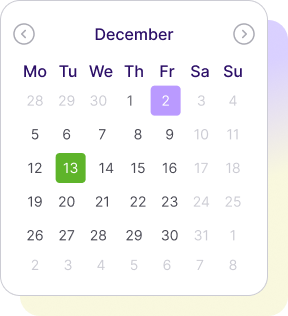 December
Mo Tu We Th Fr Sa Su
28 29 30 1 2 3 4
5 6 7 8 9 10 11
12 13 14 15 16 17 18
19 20 21 22 23 24 25
26 27 28 29 30 31 1
2 3 4 5 6 7 8